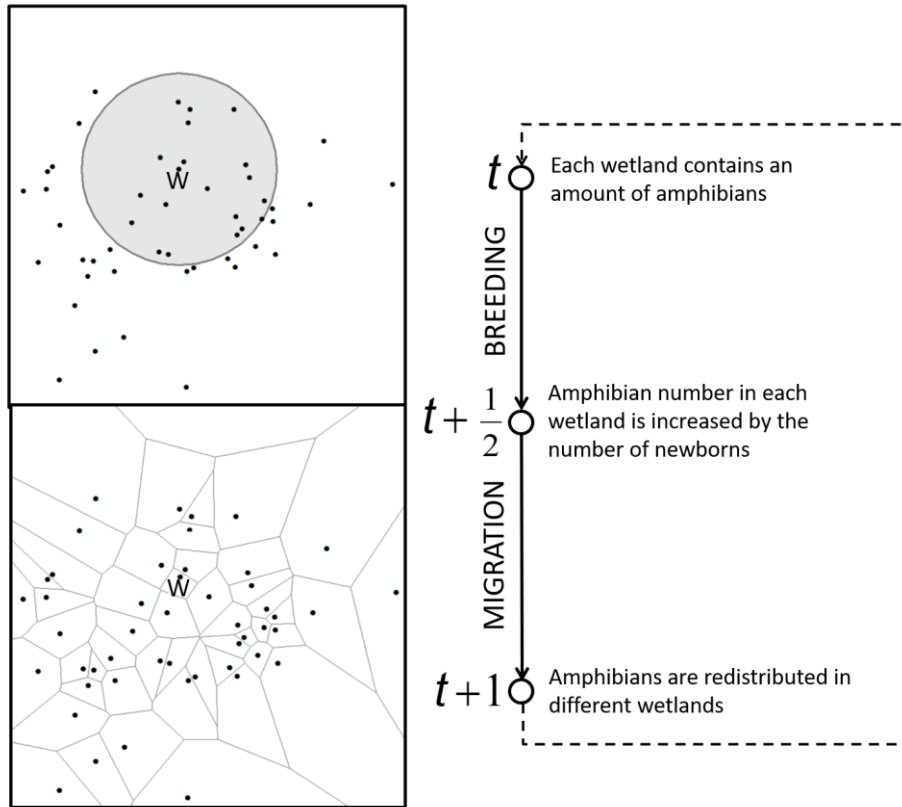 W
W
t
Each wetland contains an
amount of amphibians
BREEDING
t + 1/2
Amphibian number in each
wetland is increased by the
number of newborns
MIGRATION
t+1
Amphibians are redistributed in
different wetlands